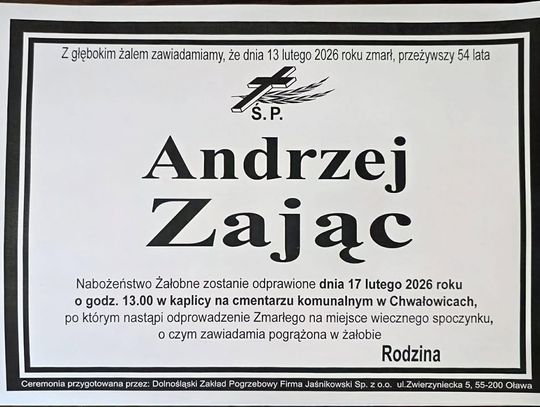 Z głębokim żalem zawiadamiamy, że dnia 13 lutego 2026 roku zmarł, przeżywszy 54 lata
Ś.P.
Andrzej
Zając
Nabożeństwo Żałobne zostanie odprawione dnia 17 lutego 2026 roku
o godz. 13.00 w kaplicy na cmentarzu komunalnym w Chwałowicach,
po którym nastąpi odprowadzenie Zmarłego na miejsce wiecznego spoczynku,
o czym zawiadamia pogrążona w żałobie
Rodzina
Ceremonia przygotowana przez: Dolnośląski Zakład Pogrzebowy Firma Jaśnikowski Sp. z o.o. ul.Zwierzyniecka 5, 55-200 Oława